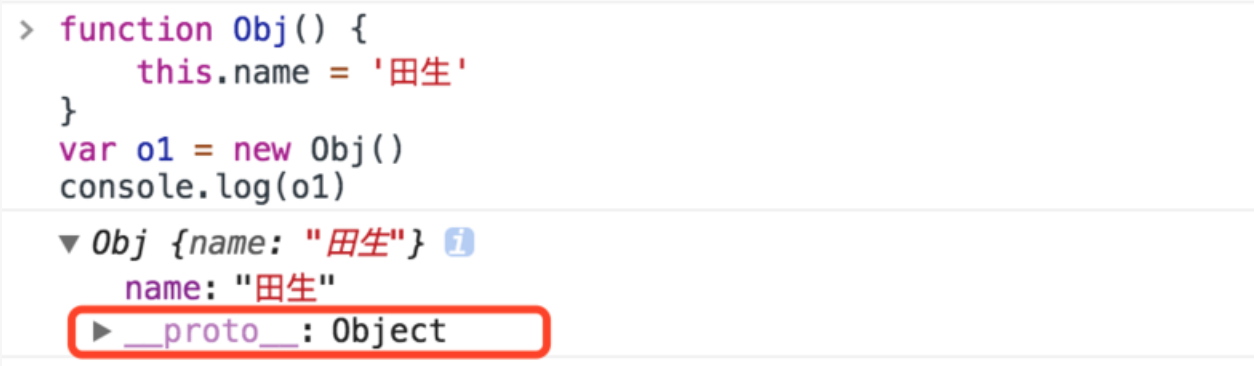 > function Obj() {
    this.name = '田生'
}
var o1 = new Obj()
console.log(o1)
▼ Obj {name: "田生"} i
name: "田生"
▶ __proto__: Object